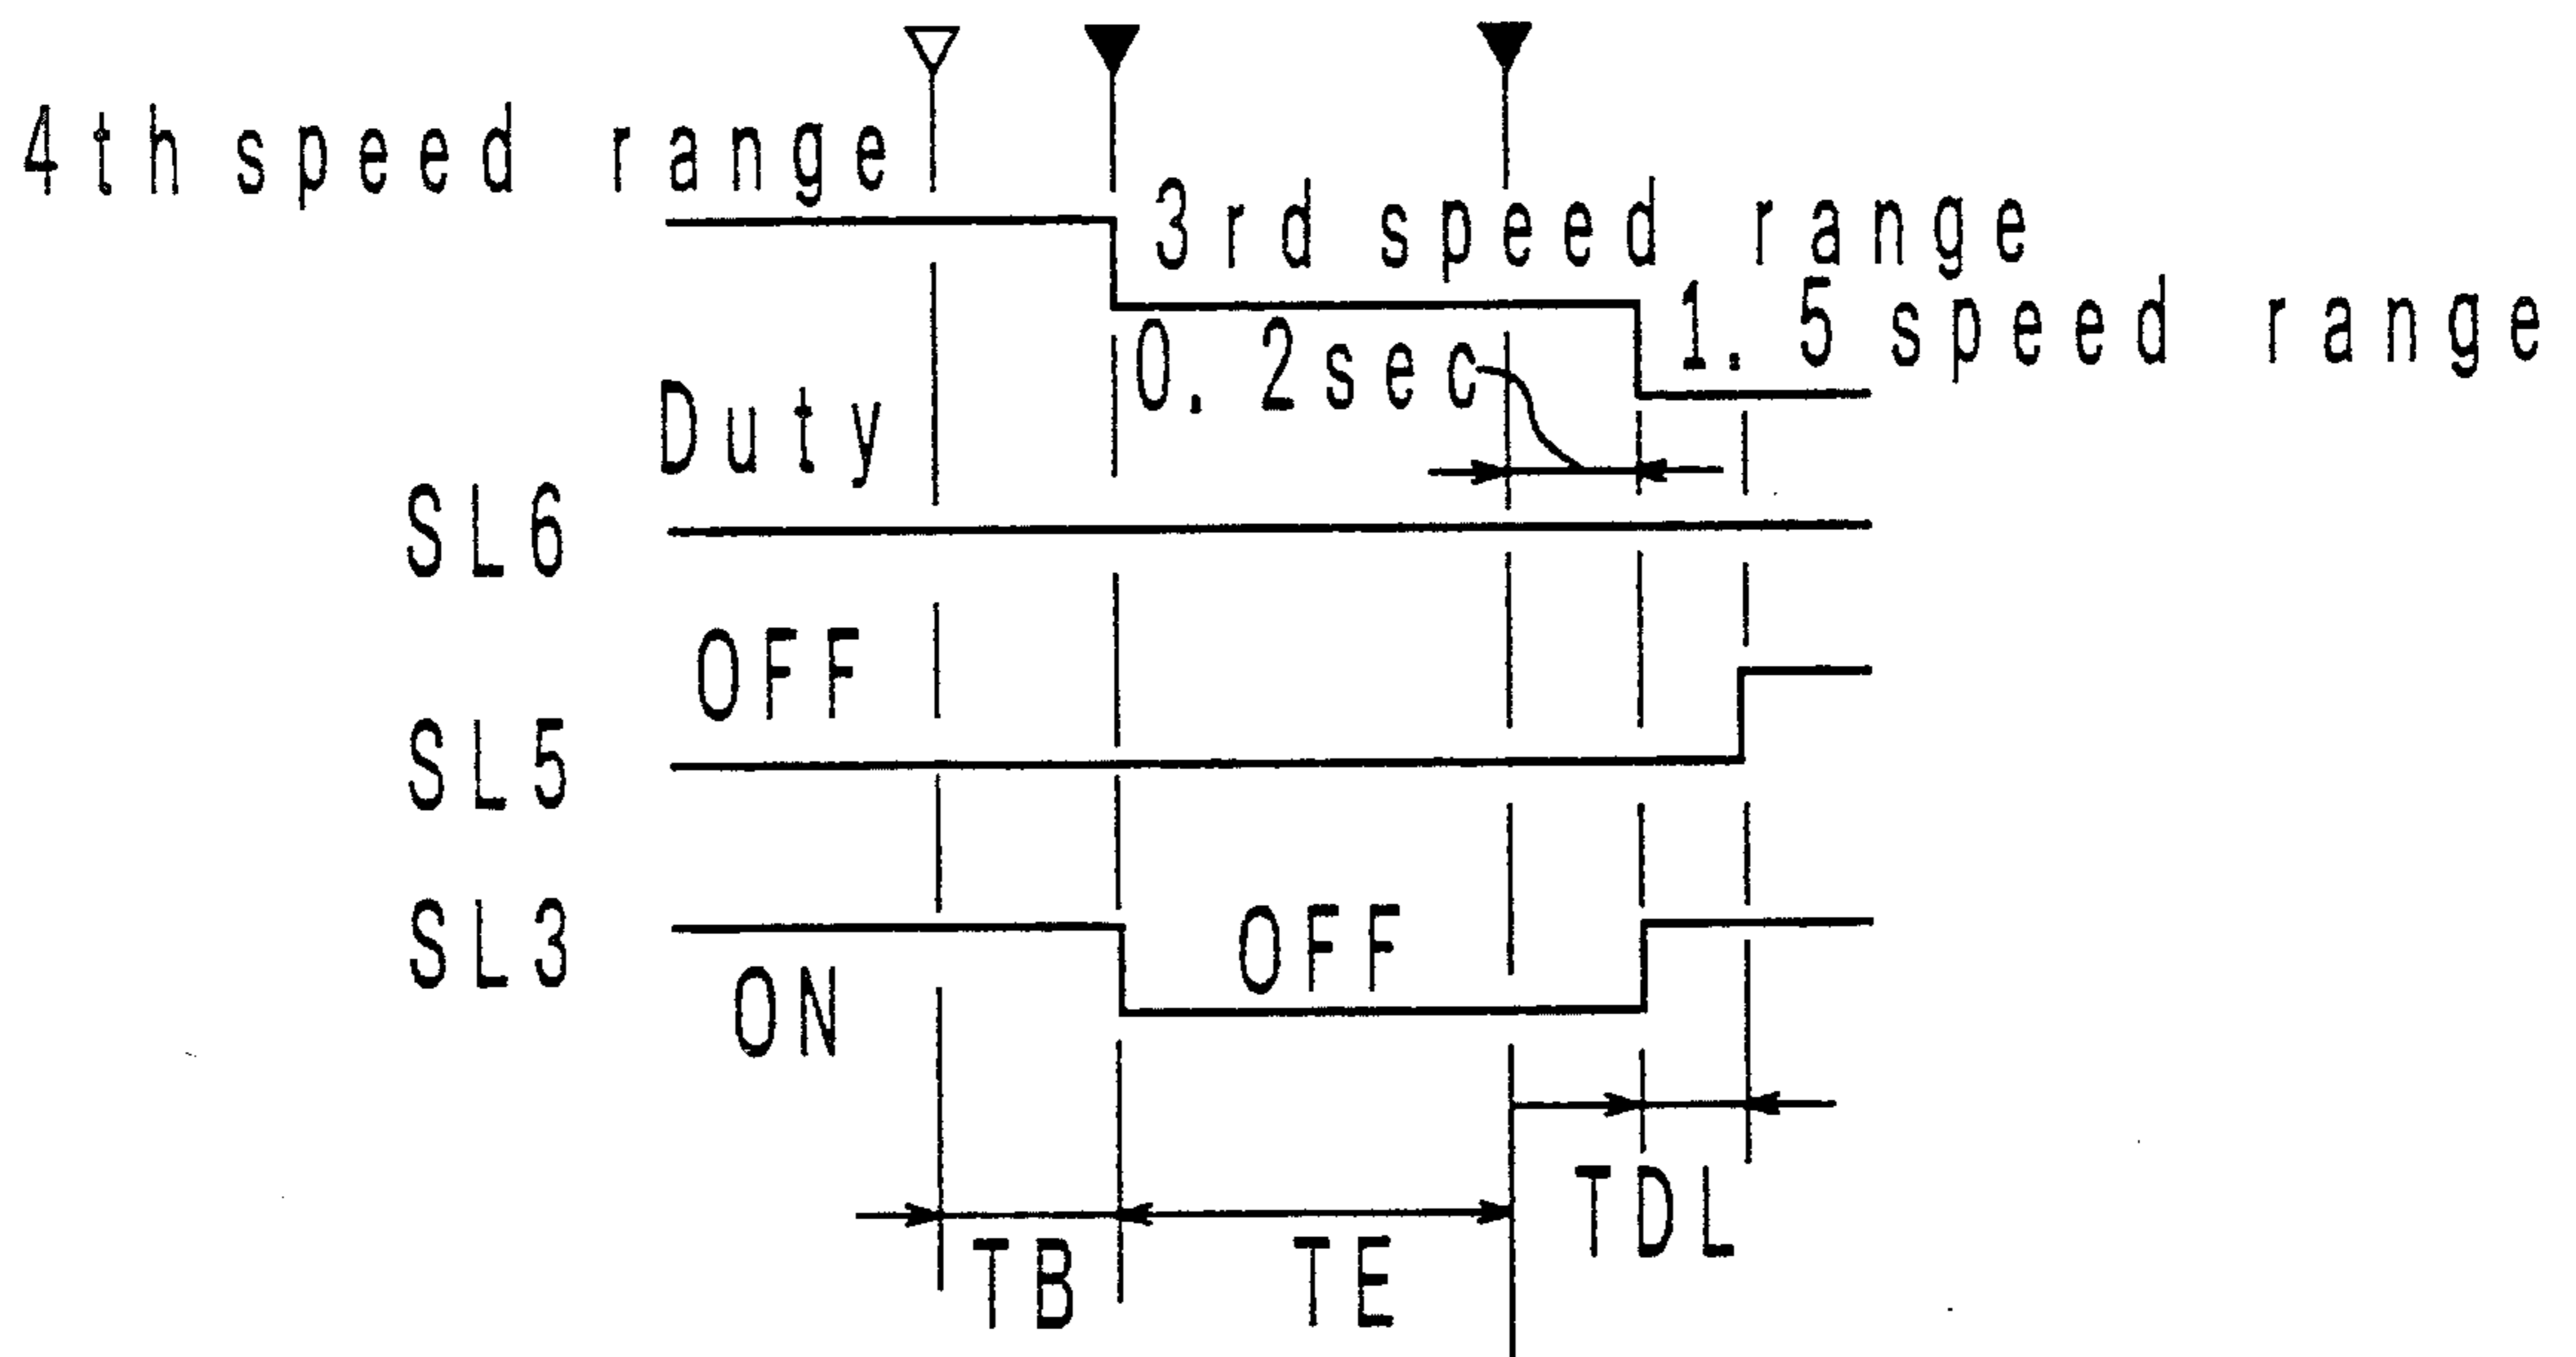 4th speed range
3rd speed range
1.5 speed range
0.2sec
Duty
SL6
OFF
SL5
SL3
OFF
ON
TDL
TB
TE